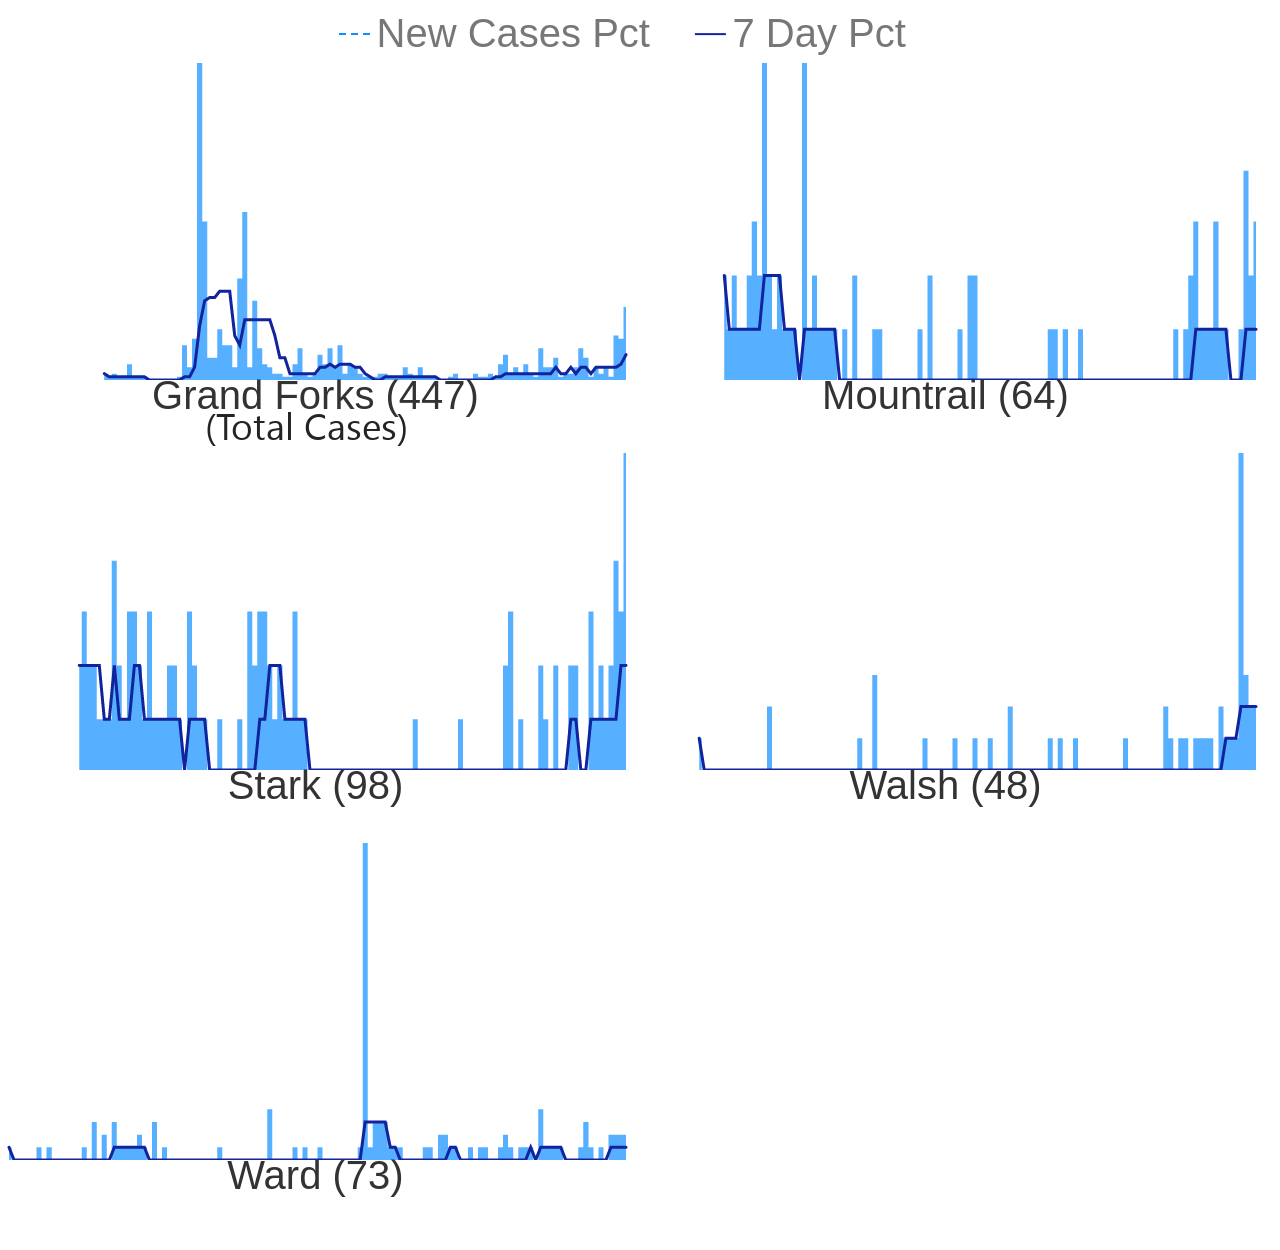 New Cases Pct 7 Day Pct
Grand Forks (447) Mountrail (64)
(Total Cases)
Stark (98) Walsh (48)
Ward (73)